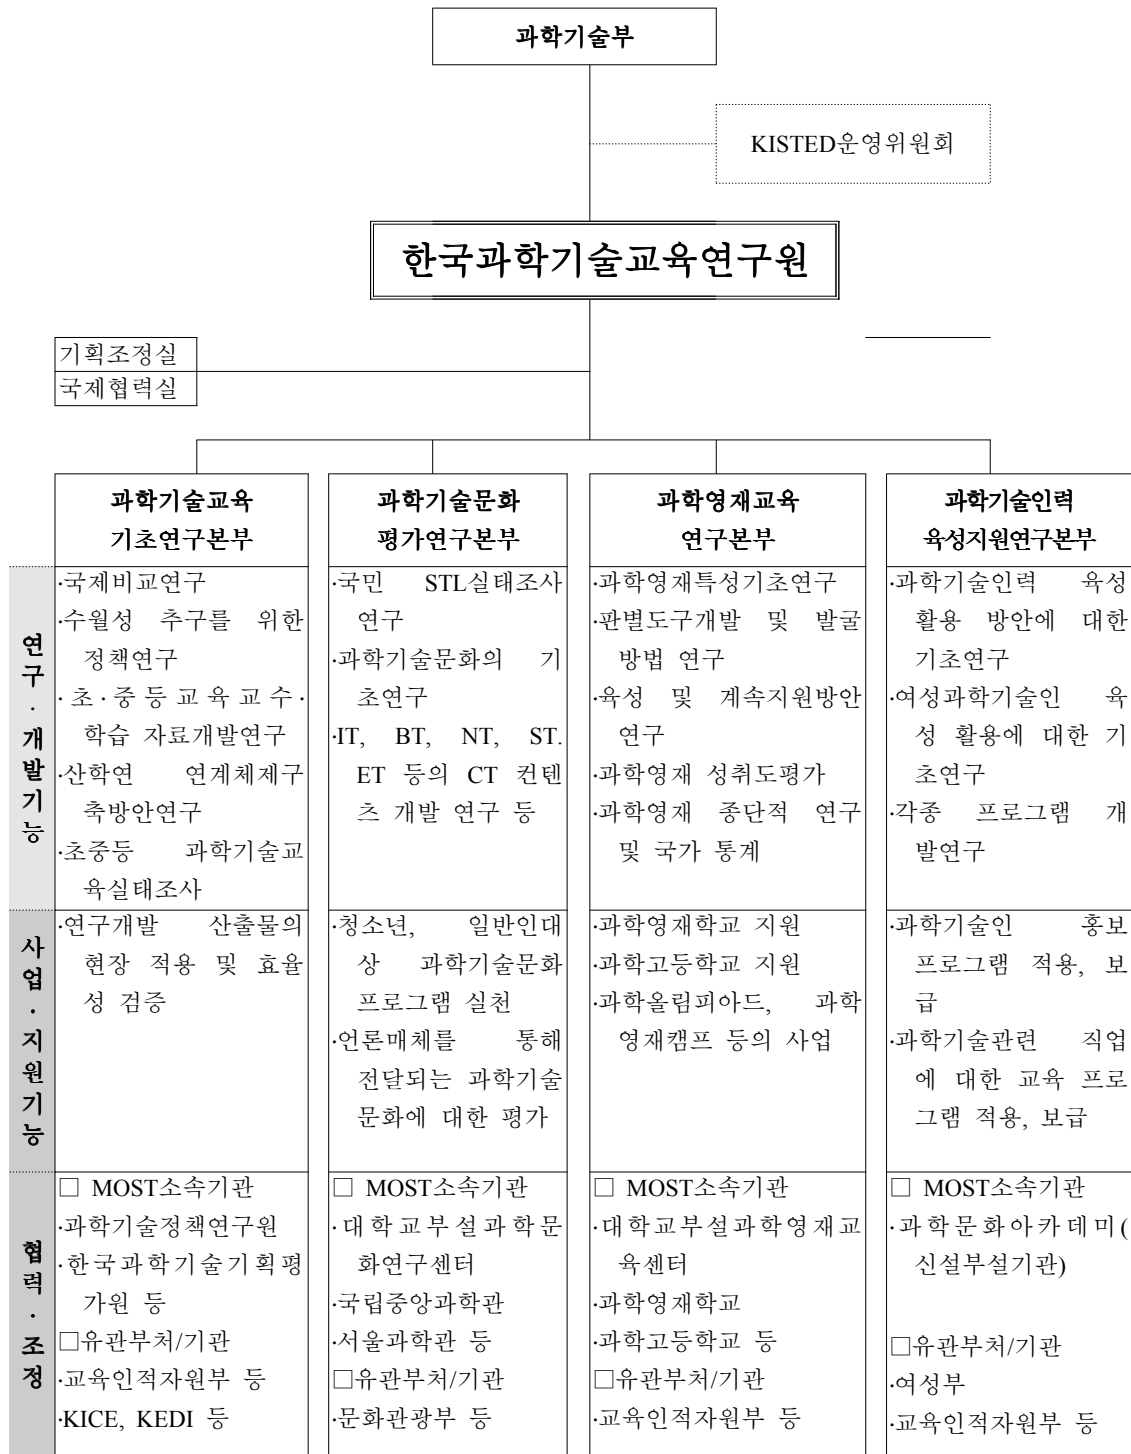 과학기술부
KISTED운영위원회
한국과학기술교육연구원
기획조정실
국제협력실
과학기술교육
기초연구본부
과학기술문화
평가연구본부
과학영재교육
연구본부
과학기술인력
육성지원연구본부
연구·개발기능
·국제비교연구
·수월성 추구를 위한
정책연구
·초·중등교육교수·
학습 자료개발연구
·산학연 연계체제구
축방안연구
·초중등 과학기술교
육실태조사
·국민 STL실태조사
연구
·과학기술문화의 기
초연구
·IT, BT, NT, ST.
ET 등의 CT 컨텐
츠 개발 연구 등
·과학영재특성기초연구
·판별도구개발 및 발굴
방법 연구
·육성 및 계속지원방안
연구
·과학영재 성취도평가
·과학영재 종단적 연구
및 국가 통계
·과학기술인력 육성
활용 방안에 대한
기초연구
·여성과학기술인 육
성 활용에 대한 기
초연구
·각종 프로그램 개
발연구
사업·지원기능
·연구개발 산출물의
현장 적용 및 효율
성 검증
·청소년, 일반인대
상 과학기술문화
프로그램 실천
·언론매체를 통해
전달되는 과학기술
문화에 대한 평가
·과학영재학교 지원
·과학고등학교 지원
·과학올림피아드, 과학
영재캠프 등의 사업
·과학기술인 홍보
프로그램 적용, 보
급
·과학기술관련 직업
에 대한 교육 프로
그램 적용, 보급
협력·조정
□ MOST소속기관
·과학기술정책연구원
·한국과학기술기획평
가원 등
□유관부처/기관
·교육인적자원부 등
·KICE, KEDI 등
□ MOST소속기관
·대학교부설과학문
화연구센터
·국립중앙과학관
·서울과학관 등
□유관부처/기관
·문화관광부 등
□ MOST소속기관
·대학교부설과학영재교
육센터
·과학영재학교
·과학고등학교 등
□유관부처/기관
·교육인적자원부 등
□ MOST소속기관
·과학문화아카데미(
신설부설기관)
□유관부처/기관
·여성부
·교육인적자원부 등